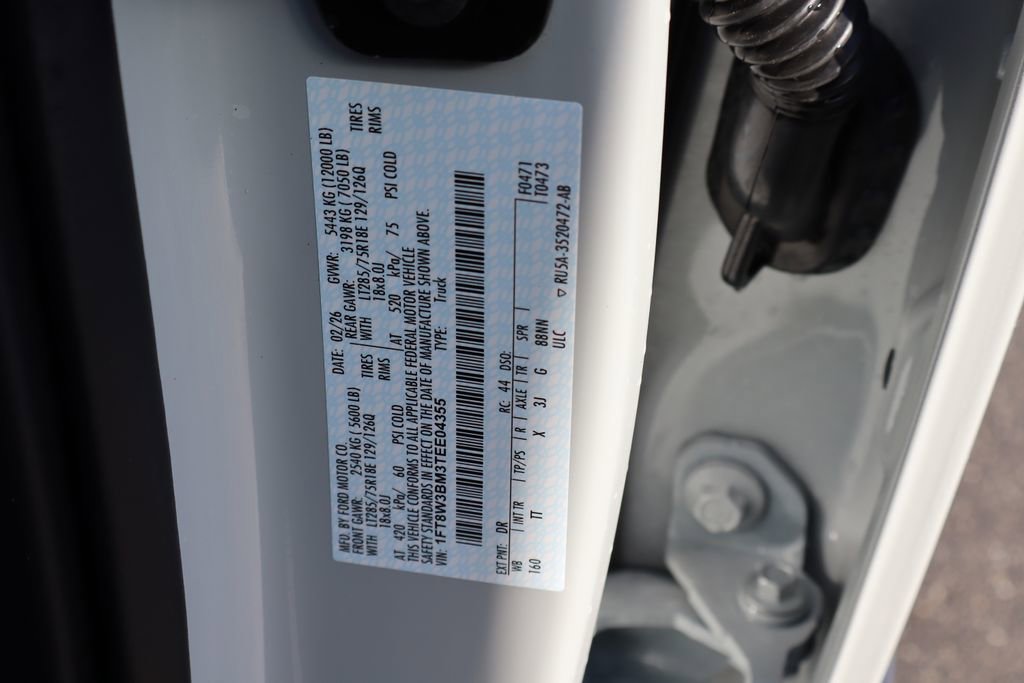 MFD. BY FORD MOTOR CO.
DATE: 02/26 GVWR: 5443 KG (12000 LB)
FRONT GAWR: 2540 KG (5600 LB) REAR GAWR: 3198 KG (7050 LB)
WITH LT285/75R18E 129/126Q TIRES WITH LT285/75R18E 129/126Q TIRES
18x8.0J RIMS 18x8.0J RIMS
AT 420 kPa/ 60 PSI COLD AT 520 kPa/ 75 PSI COLD
THIS VEHICLE CONFORMS TO ALL APPLICABLE FEDERAL MOTOR VEHICLE
SAFETY STANDARDS IN EFFECT ON THE DATE OF MANUFACTURE SHOWN ABOVE.
VIN: 1FT8W3BM3TEE04355 TYPE: Truck
EXT PNT: DR RC: 44 DSO: F0471
WB INT TR TP/PS R AXLE TR SPR T0473
160 TT X 3J G 88NN
ULC ▽ RU5A-3520472-AB